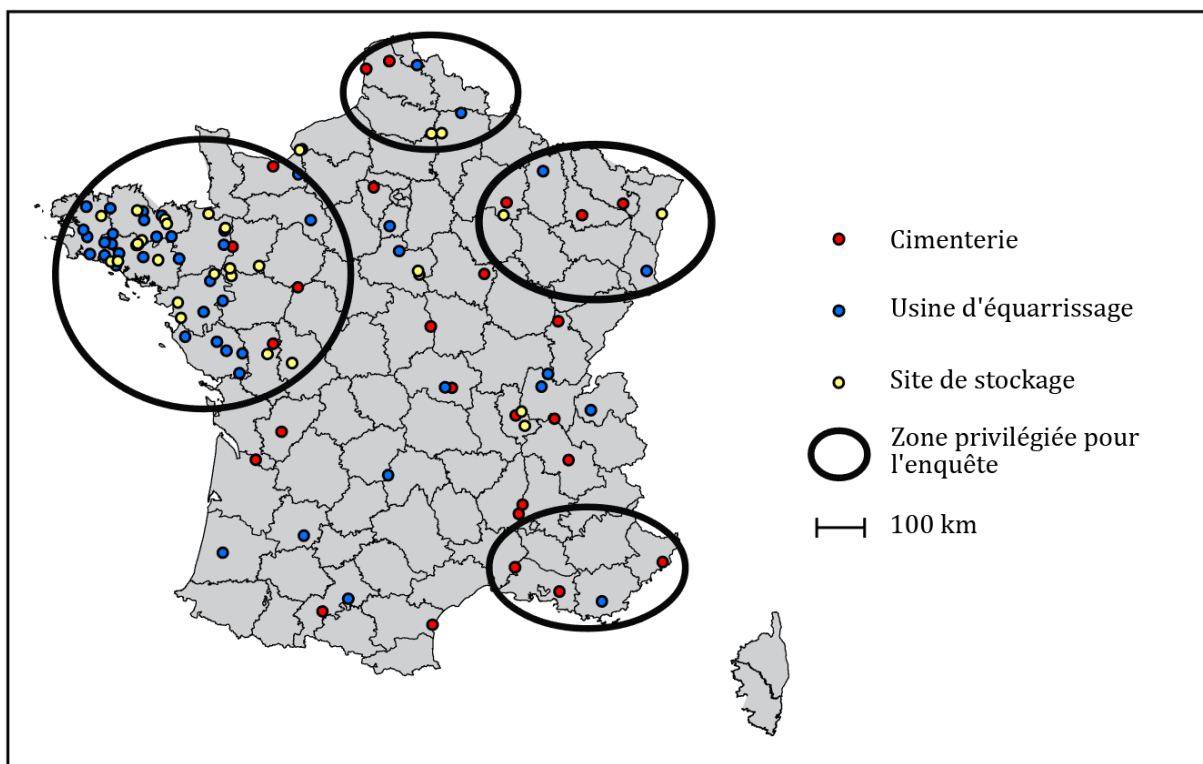 Cimenterie
Usine d'équarrissage
Site de stockage
Zone privilégiée pour
l'enquête
100 km